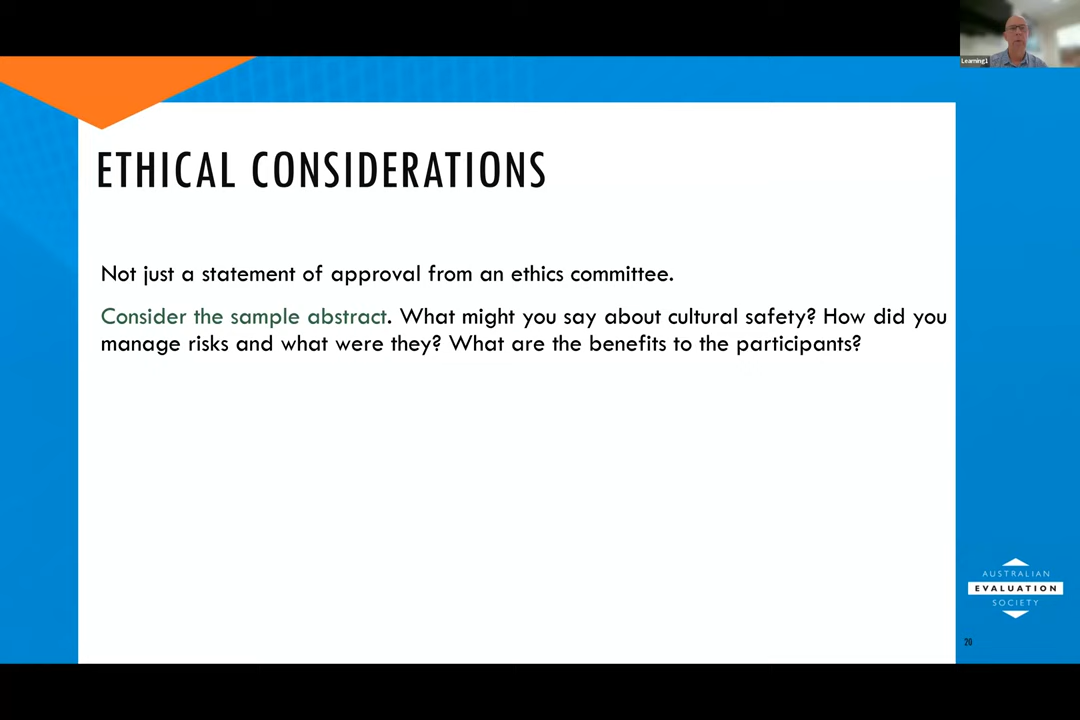 Learning1
ETHICAL CONSIDERATIONS
Not just a statement of approval from an ethics committee.
Consider the sample abstract. What might you say about cultural safety? How did you
manage risks and what were they? What are the benefits to the participants?
AUSTRALIAN
EVALUATION
SOCIETY
20